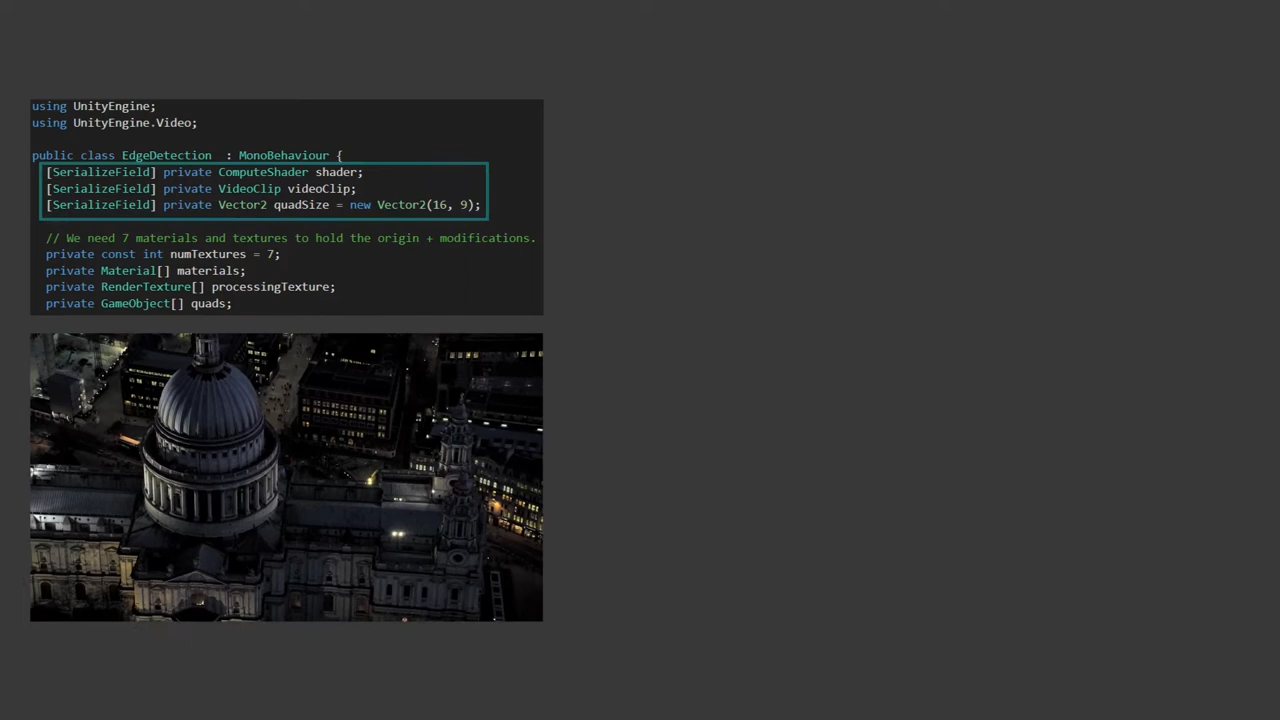 using UnityEngine;
using UnityEngine.Video;
public class EdgeDetection  : MonoBehaviour {
[SerializeField] private ComputeShader shader;
[SerializeField] private VideoClip videoClip;
[SerializeField] private Vector2 quadSize = new Vector2(16, 9);
// We need 7 materials and textures to hold the origin + modifications.
private const int numTextures = 7;
private Material[] materials;
private RenderTexture[] processingTexture;
private GameObject[] quads;